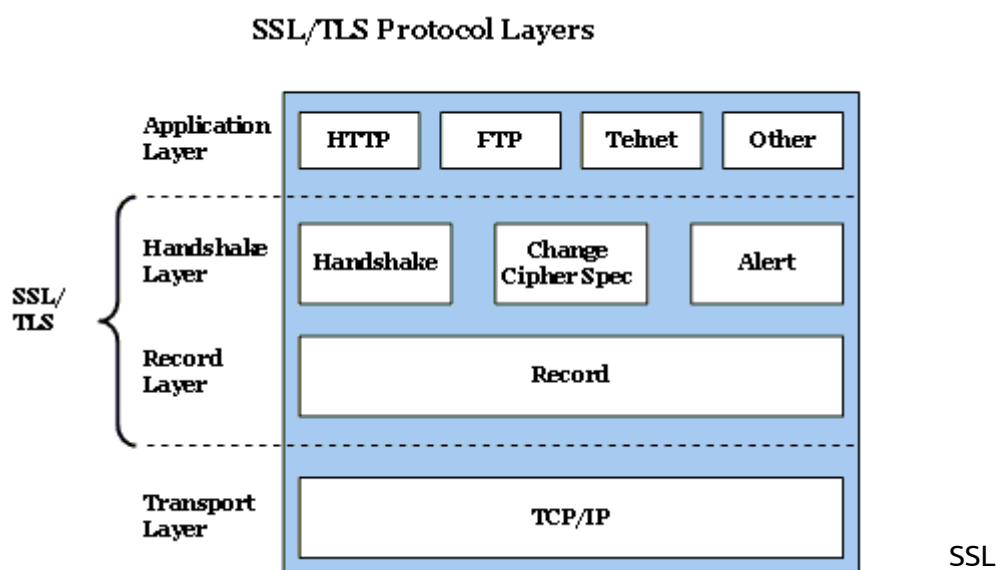 SSL/TLS Protocol Layers
Application
Layer
HTTP
FTP
Telnet
Other
Handshake
Layer
Handshake
Change
Cipher Spec
Alert
SSL/
TLS
Record
Layer
Record
Transport
Layer
TCP/IP
SSL